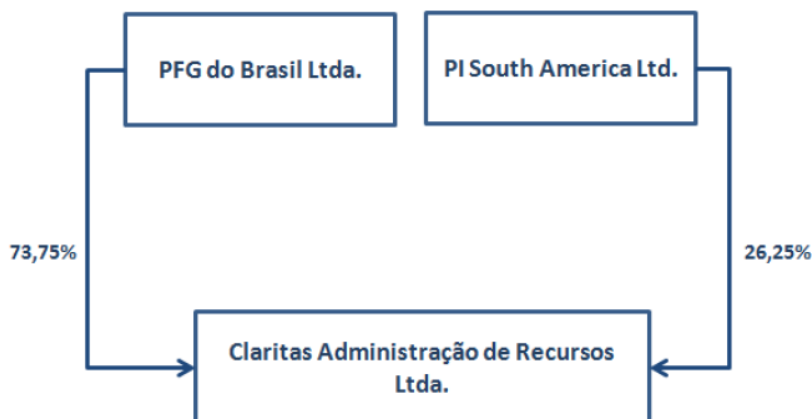 PFG do Brasil Ltda.
PI South America Ltd.
73,75%
26,25%
Claritas Administração de Recursos
Ltda.